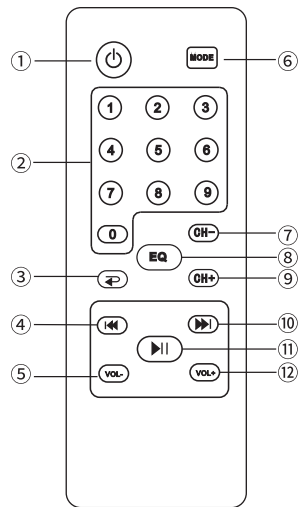 ① MODE ⑥
1 2 3
② 4 5 6
7 8 9
0 CH− ⑦
EQ ⑧
③ CH+ ⑨
④ ⑩
⑪
⑤ VOL- VOL+ ⑫